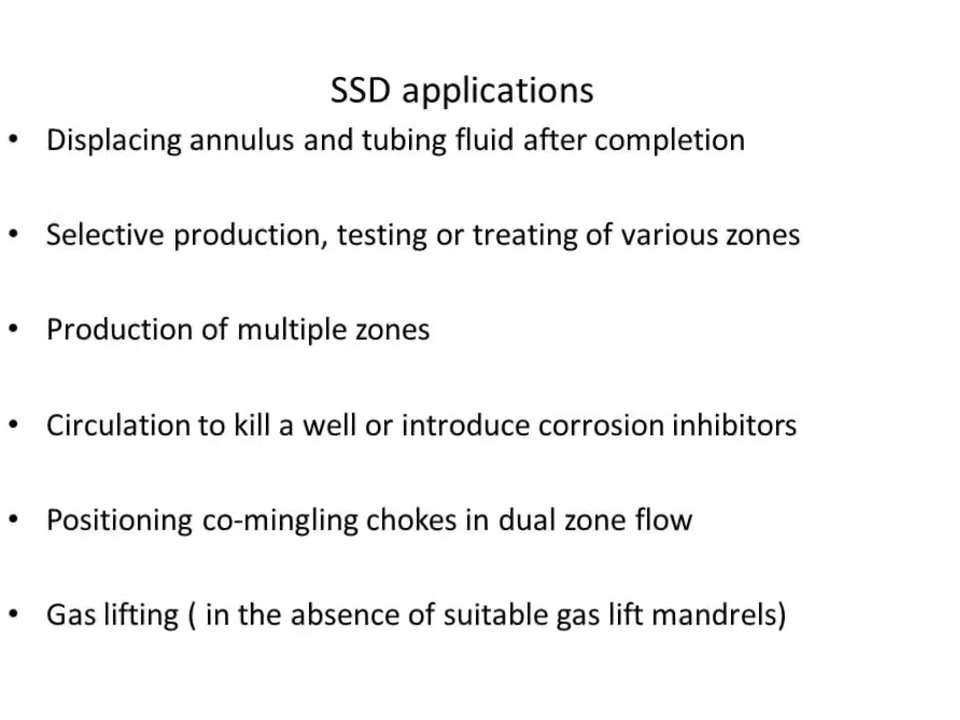 SSD applications
• Displacing annulus and tubing fluid after completion
• Selective production, testing or treating of various zones
• Production of multiple zones
• Circulation to kill a well or introduce corrosion inhibitors
• Positioning co-mingling chokes in dual zone flow
• Gas lifting ( in the absence of suitable gas lift mandrels)